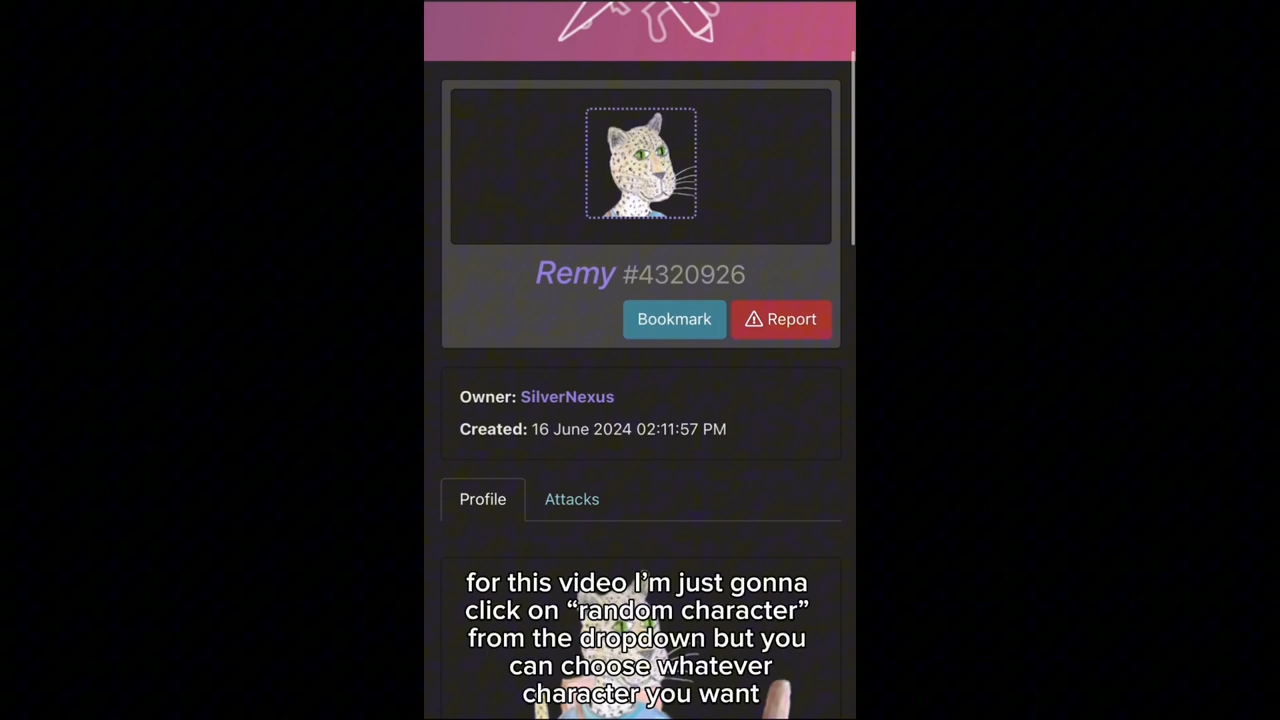 Remy #4320926
Bookmark
Report
Owner: SilverNexus
Created: 16 June 2024 02:11:57 PM
Profile
Attacks
for this video I’m just gonna
click on “random character”
from the dropdown but you
can choose whatever
character you want